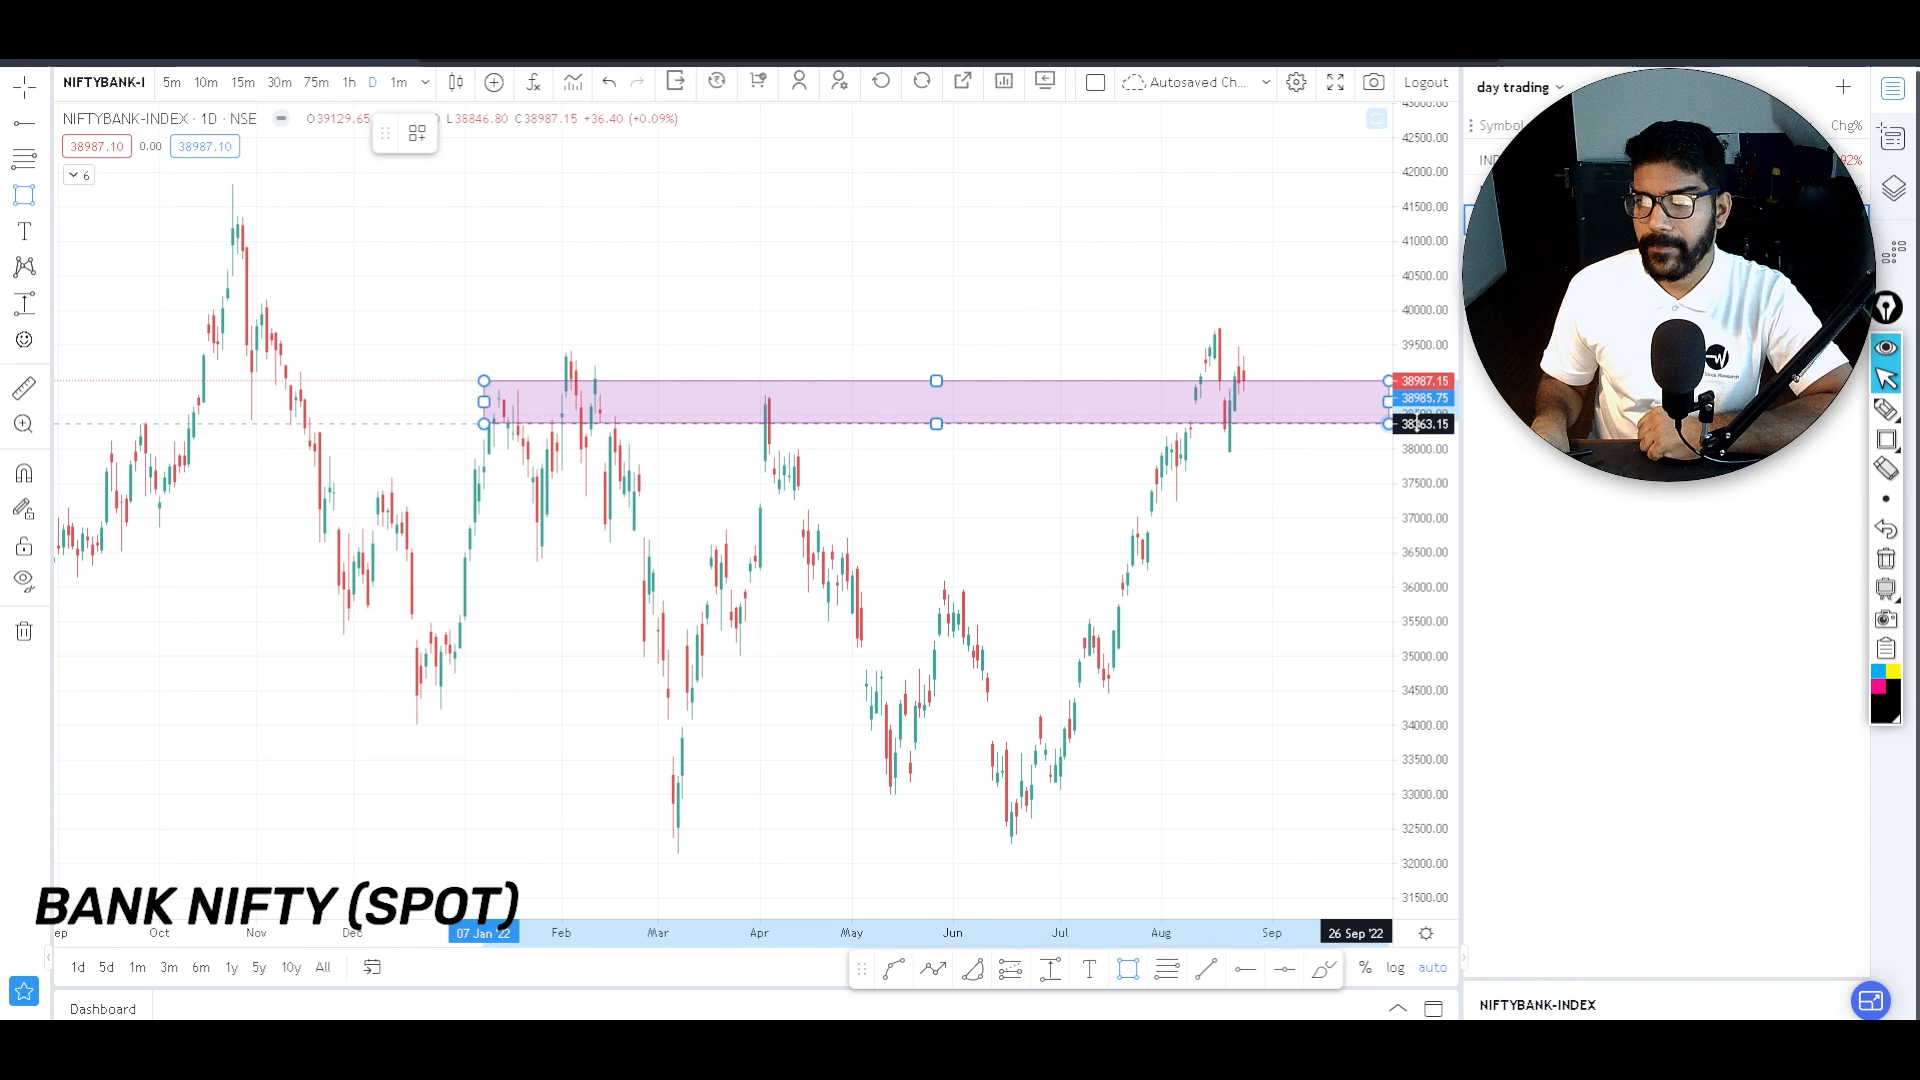 NIFTYBANK-I 5m 10m 15m 30m 75m 1h D 1m Autosaved Ch... Logout
day trading
NIFTYBANK-INDEX · 1D · NSE O39129.65 L38846.80 C38987.15 +36.40 (+0.09%)
Symbol Chg%
38987.10 0.00 38987.10
6
42500.00
42000.00
41500.00
41000.00
40500.00
40000.00
39500.00
38987.15
38985.75
38000.00
37500.00
37000.00
36500.00
36000.00
35500.00
35000.00
34500.00
34000.00
33500.00
33000.00
32500.00
32000.00
31500.00
BANK NIFTY (SPOT)
Oct Nov Dec 07 Jan '22 Feb Mar Apr May Jun Jul Aug Sep 26 Sep '22
1d 5d 1m 3m 6m 1y 5y 10y All % log auto
Dashboard
NIFTYBANK-INDEX